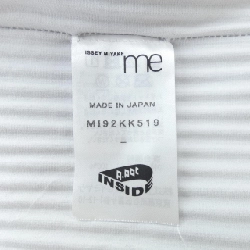 ISSEY MIYAKE
me
MADE IN JAPAN
MI92KK519
–
A.POC
INSIDE